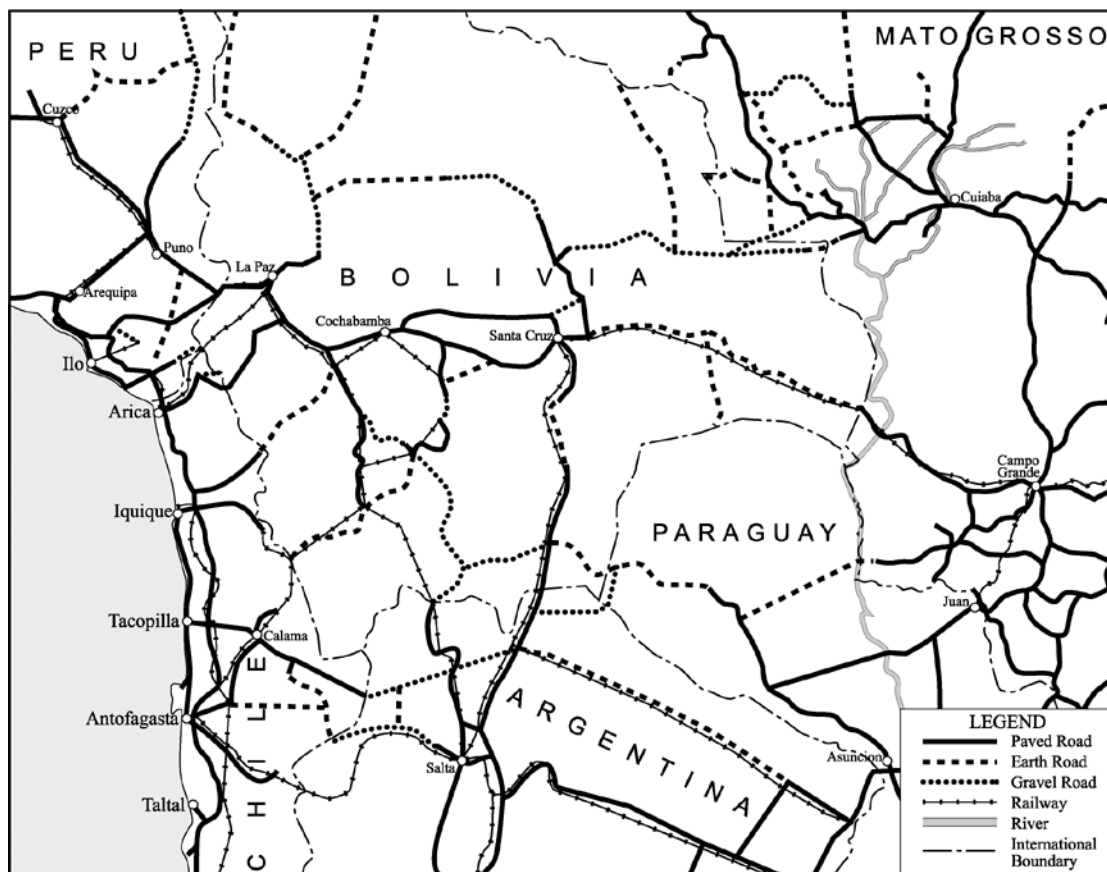 PERU
MATO GROSSO
Cuzco
Cuiaba
Puno
La Paz
BOLIVIA
Arequipa
Cochabamba
Santa Cruz
Ilo
Arica
Campo
Grande
Iquique
PARAGUAY
Juan
Tacopilla
Calama
CHILE
ARGENTINA
Antofagasta
Salta
Asuncion
Taltal
LEGEND
Paved Road
Earth Road
Gravel Road
Railway
River
International
Boundary